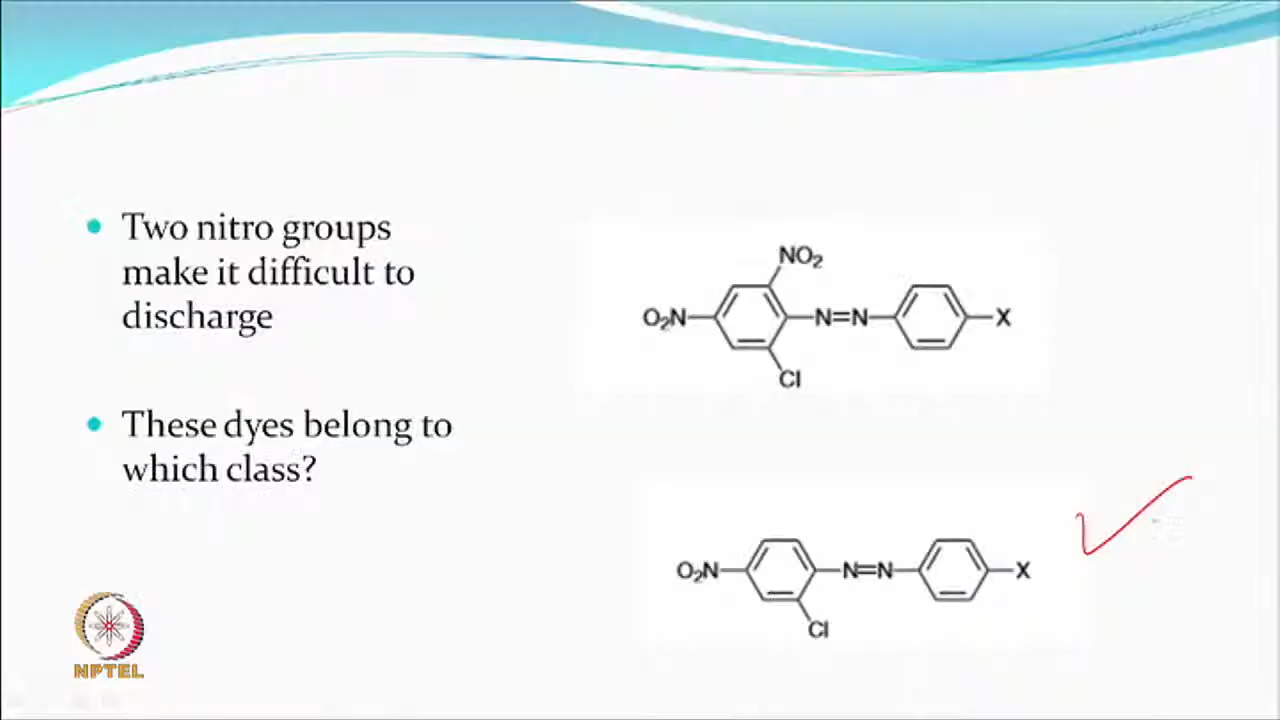 Two nitro groups
make it difficult to
discharge
These dyes belong to
which class?
NO₂
O₂N
N=N
X
Cl
O₂N
N=N
X
Cl
NPTEL